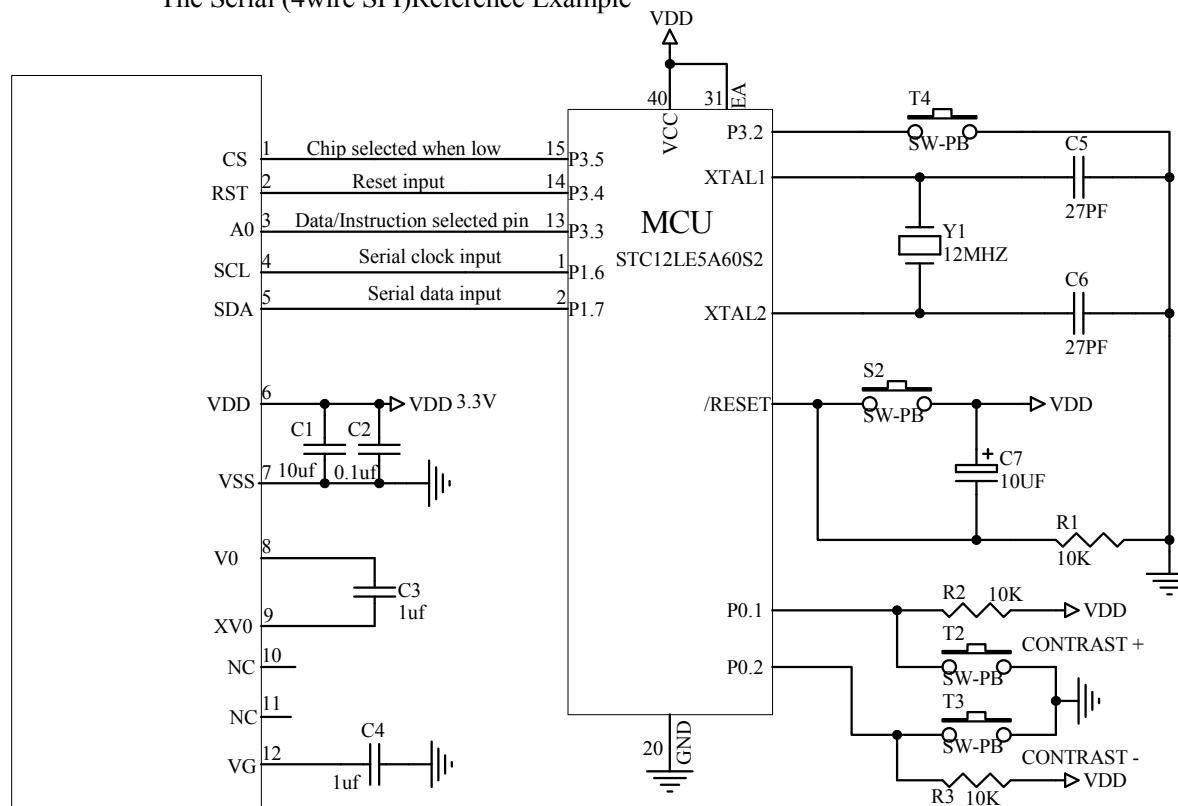 The Serial (4wire SPI)Reference Example
VDD
40
31
EA
VCC
T4
SW-PB
P3.2
CS
1
Chip selected when low
15
P3.5
RST
2
Reset input
14
P3.4
A0
3
Data/Instruction selected pin
13
P3.3
SCL
4
Serial clock input
1
P1.6
SDA
5
Serial data input
2
P1.7
MCU
STC12LE5A60S2
XTAL1
C5
27PF
Y1
12MHZ
XTAL2
C6
27PF
VDD
6
VDD 3.3V
C1
C2
10uf
0.1uf
VSS
7
/RESET
S2
SW-PB
VDD
C7
+
10UF
R1
10K
V0
8
C3
1uf
XV0
9
NC
10
NC
11
VG
12
C4
1uf
P0.1
R2
10K
VDD
T2
CONTRAST +
SW-PB
P0.2
T3
SW-PB
CONTRAST -
VDD
R3
10K
20
GND